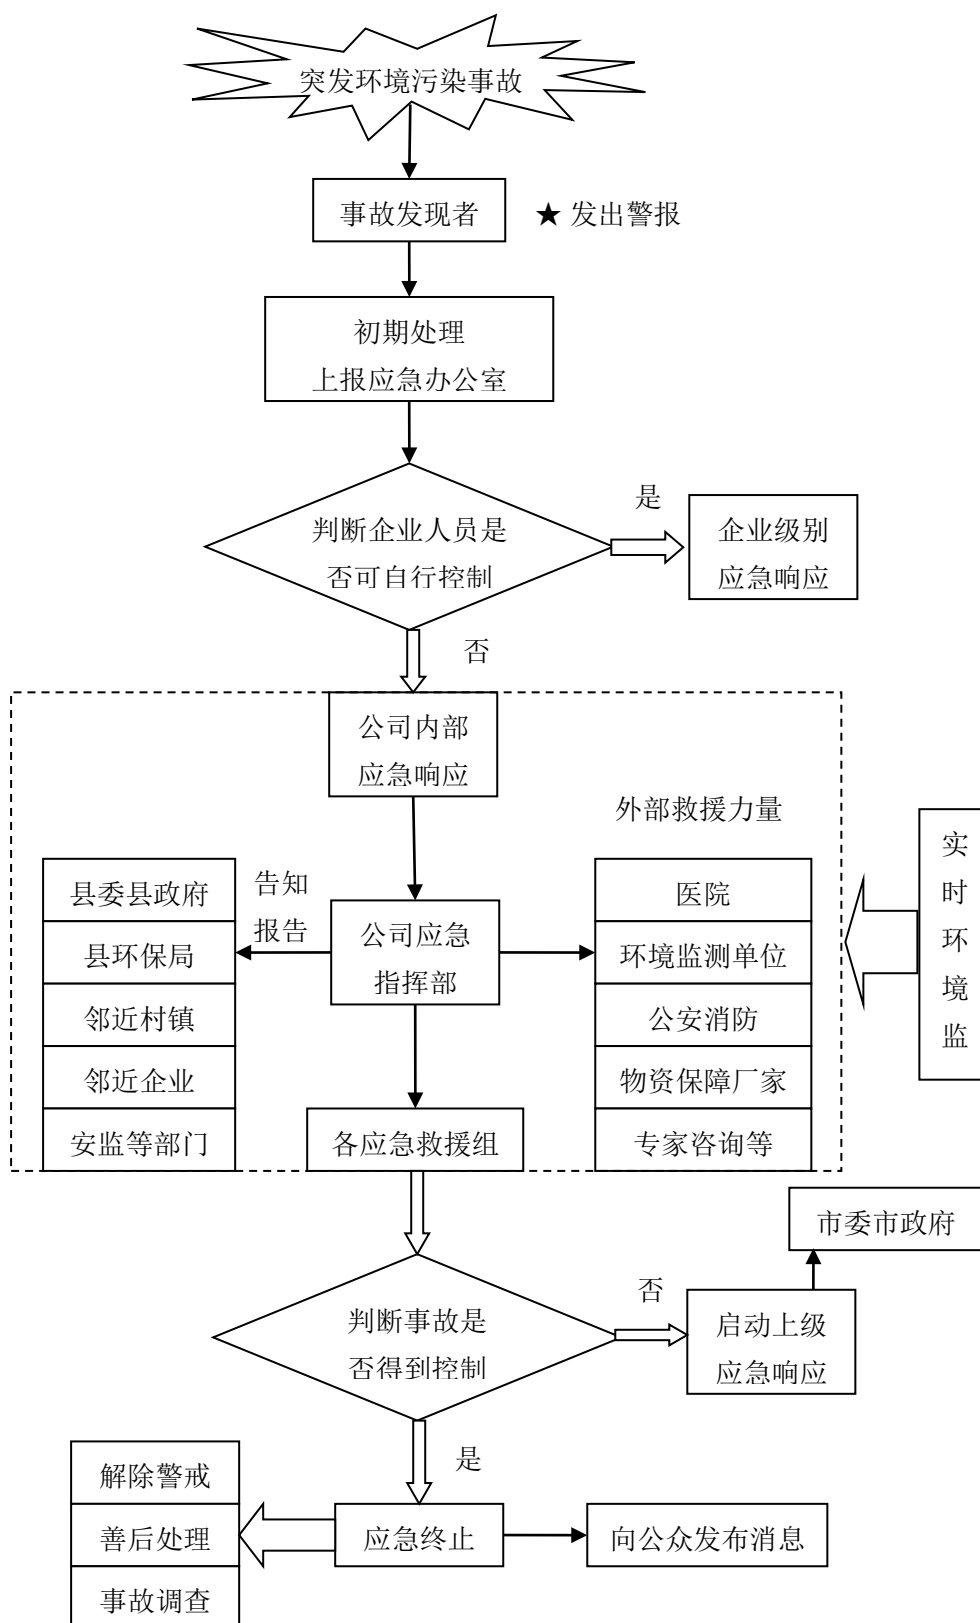 突发环境污染事故
事故发现者
★ 发出警报
初期处理
上报应急办公室
判断企业人员是
否可自行控制
是
企业级别
应急响应
否
公司内部
应急响应
外部救援力量
县委县政府
县环保局
邻近村镇
邻近企业
安监等部门
告知
报告
公司应急
指挥部
医院
环境监测单位
公安消防
物资保障厂家
专家咨询等
实
时
环
境
监
各应急救援组
市委市政府
判断事故是
否得到控制
否
启动上级
应急响应
是
解除警戒
善后处理
事故调查
应急终止
向公众发布消息